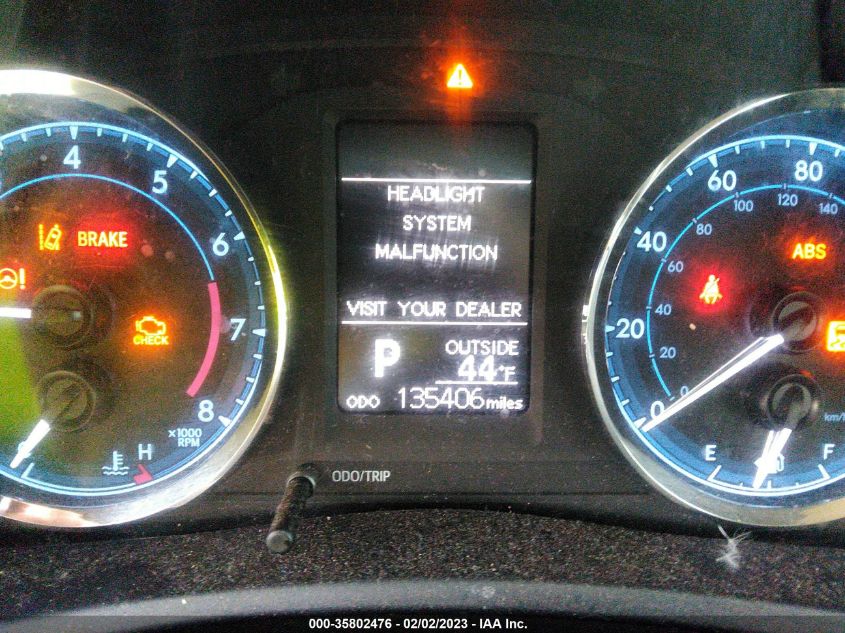 HEADLIGHT
SYSTEM
MALFUNCTION
VISIT YOUR DEALER
P
OUTSIDE
44°F
ODO 135406 miles
4
5
6
7
8
x1000
RPM
BRAKE
!
CHECK
H
ODO/TRIP
0
20
40
60
80
0
20
40
60
80
100
120
140
ABS
E
F
000-35802476 - 02/02/2023 - IAA Inc.